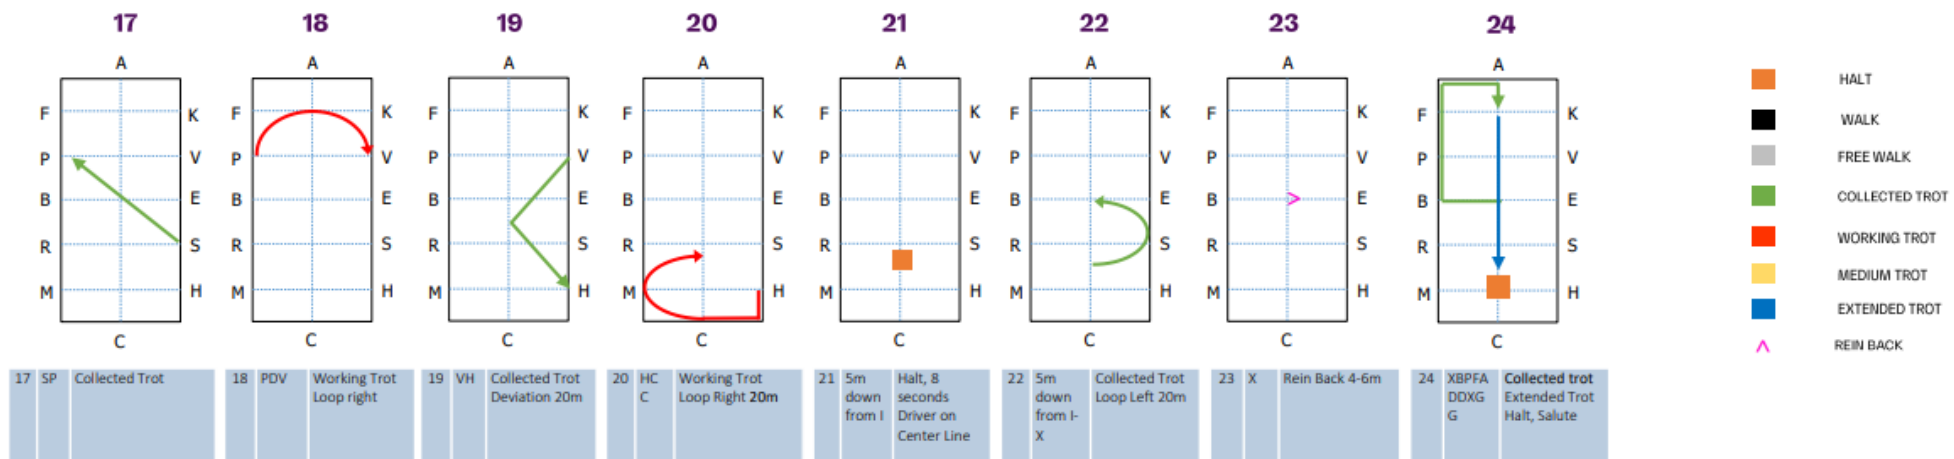 17 18 19 20 21 22 23 24
A A A A A A A A
F K F K F K F K F K F K F K F K
P V P V P V P V P V P V P V P V
B E B E B E B E B E B E B E B E
R S R S R S R S R S R S R S R S
M H M H M H M H M H M H M H M H
C C C C C C C C
HALT
WALK
FREE WALK
COLLECTED TROT
WORKING TROT
MEDIUM TROT
EXTENDED TROT
REIN BACK
17 SP Collected Trot
18 PDV Working Trot
Loop right
19 VH Collected Trot
Deviation 20m
20 HC Working Trot
C Loop Right 20m
21 5m Halt, 8
down seconds
from I Driver on
Center Line
22 5m Collected Trot
down Loop Left 20m
from I-
X
23 X Rein Back 4-6m
24 XBPFA Collected trot
DDXG Extended Trot
G Halt, Salute